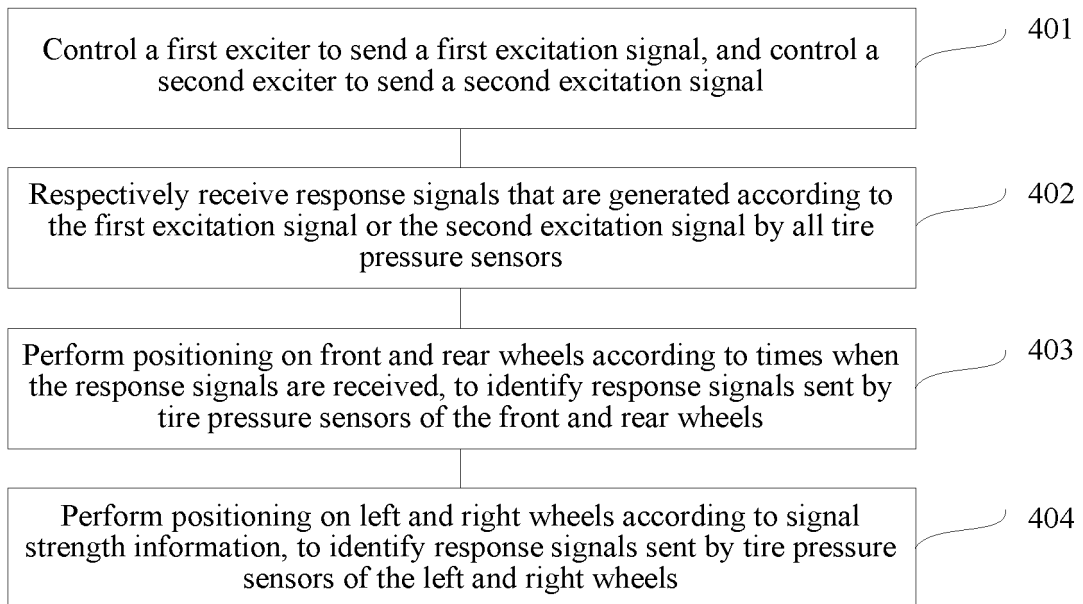 Control a first exciter to send a first excitation signal, and control a
second exciter to send a second excitation signal
401
Respectively receive response signals that are generated according to
the first excitation signal or the second excitation signal by all tire
pressure sensors
402
Perform positioning on front and rear wheels according to times when
the response signals are received, to identify response signals sent by
tire pressure sensors of the front and rear wheels
403
Perform positioning on left and right wheels according to signal
strength information, to identify response signals sent by tire pressure
sensors of the left and right wheels
404